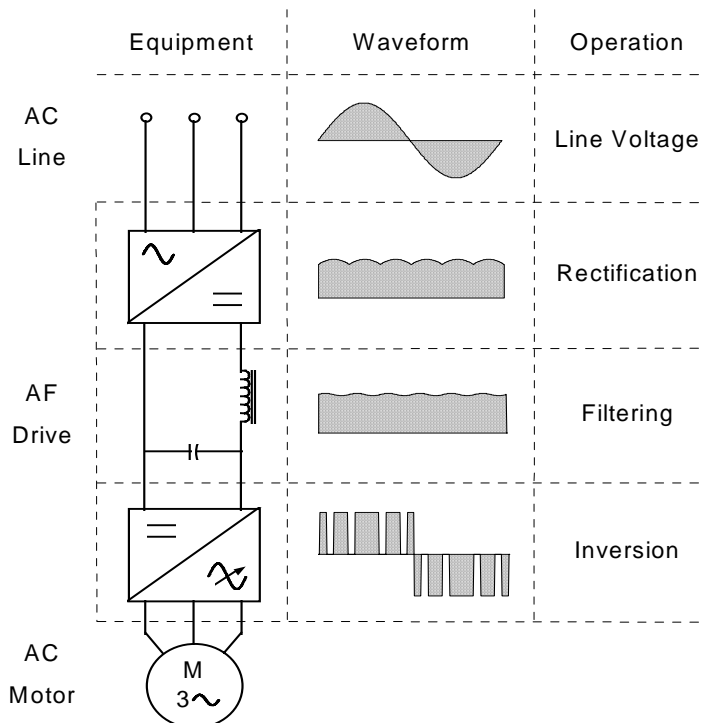 Equipment
Waveform
Operation
AC
Line
Line Voltage
Rectification
AF
Drive
Filtering
Inversion
AC
Motor
M
3